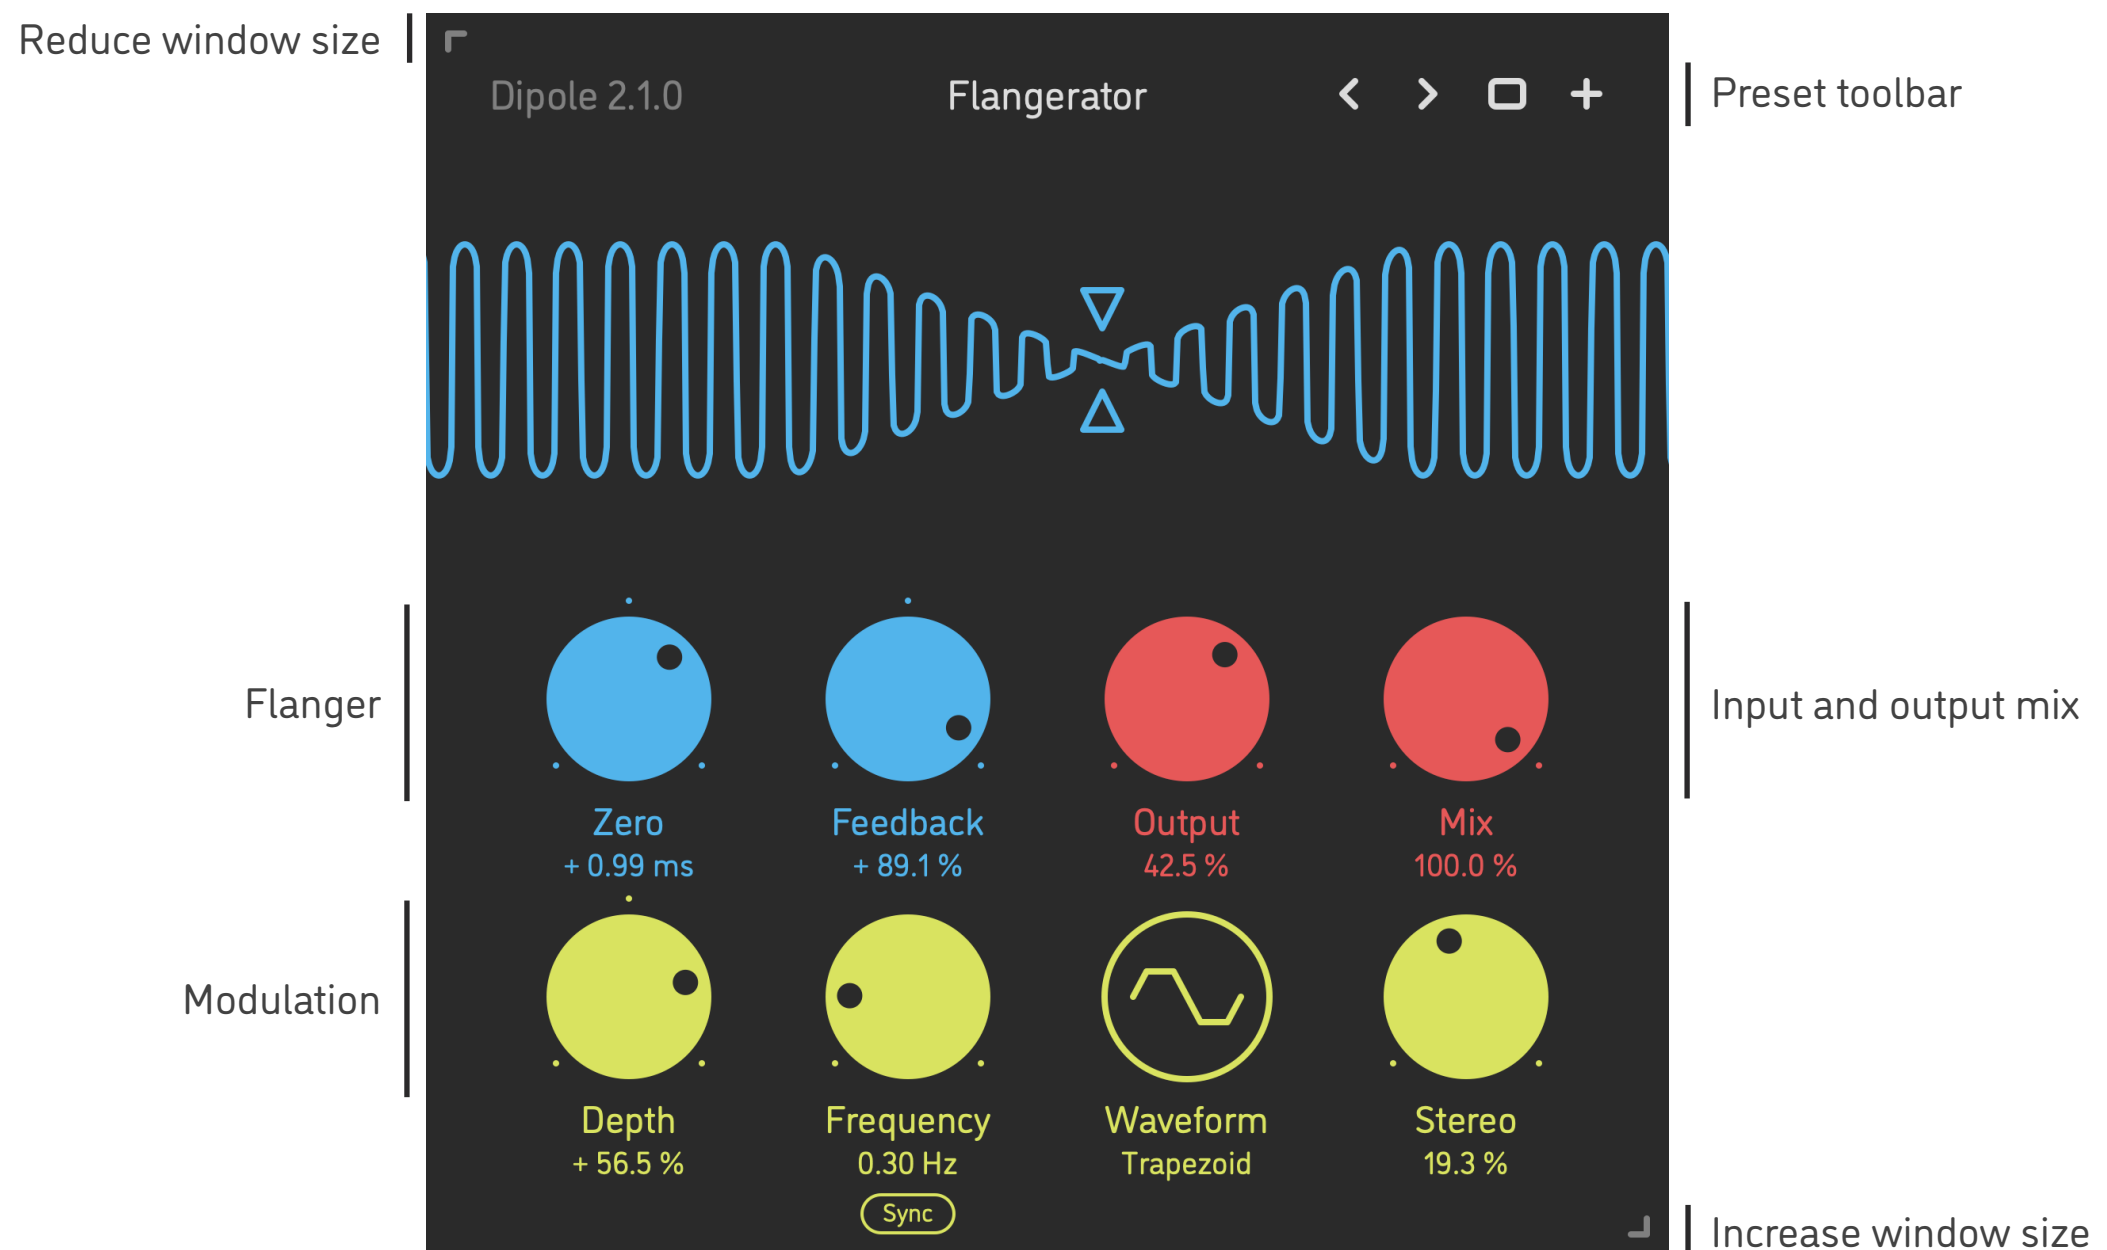 Reduce window size
Dipole 2.1.0
Flangerator
Preset toolbar
Flanger
Input and output mix
Zero
Feedback
Output
Mix
+ 0.99 ms
+ 89.1 %
42.5 %
100.0 %
Modulation
Depth
Frequency
Waveform
Stereo
+ 56.5 %
0.30 Hz
Trapezoid
19.3 %
Sync
Increase window size